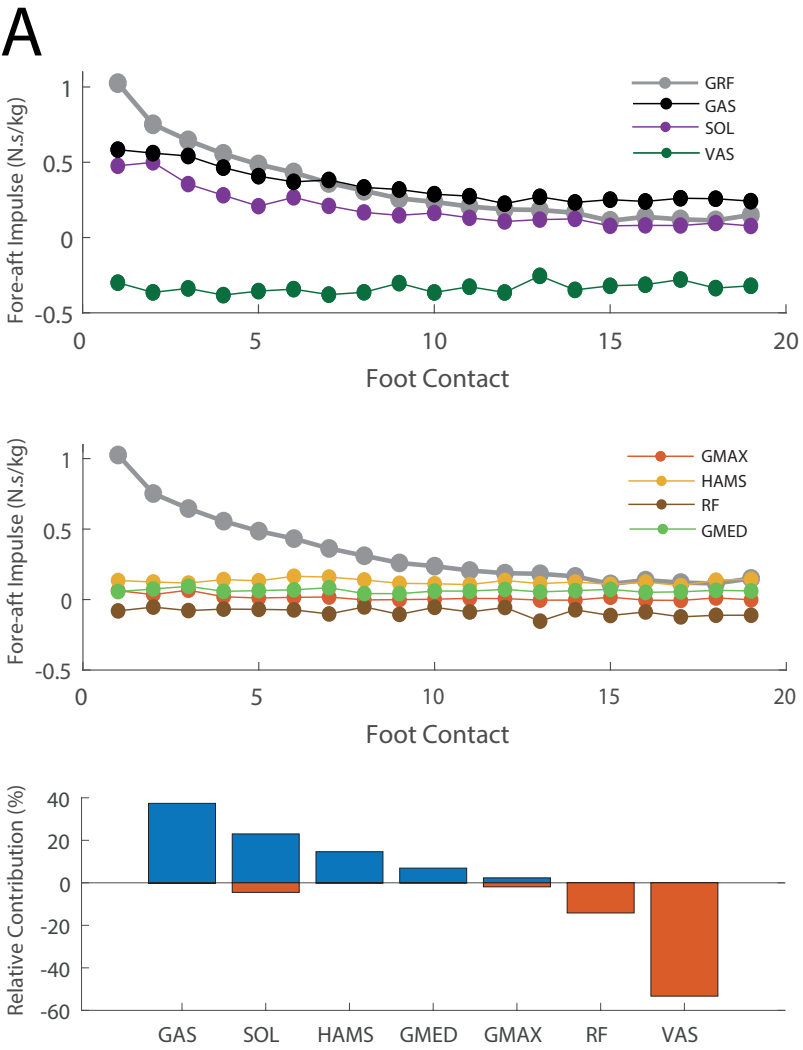 A
Fore-aft Impulse (N.s/kg)
1
0.5
0
-0.5
0
5
10
15
20
Foot Contact
GRF
GAS
SOL
VAS
Fore-aft Impulse (N.s/kg)
1
0.5
0
-0.5
0
5
10
15
20
Foot Contact
GMAX
HAMS
RF
GMED
Relative Contribution (%)
40
20
0
-20
-40
-60
GAS
SOL
HAMS
GMED
GMAX
RF
VAS